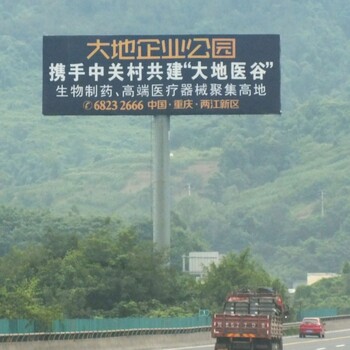 大地企业公园
携手中关村共建“大地医谷”
生物制药、高端医疗器械聚集高地
✆6823 2666 中国·重庆·两江新区